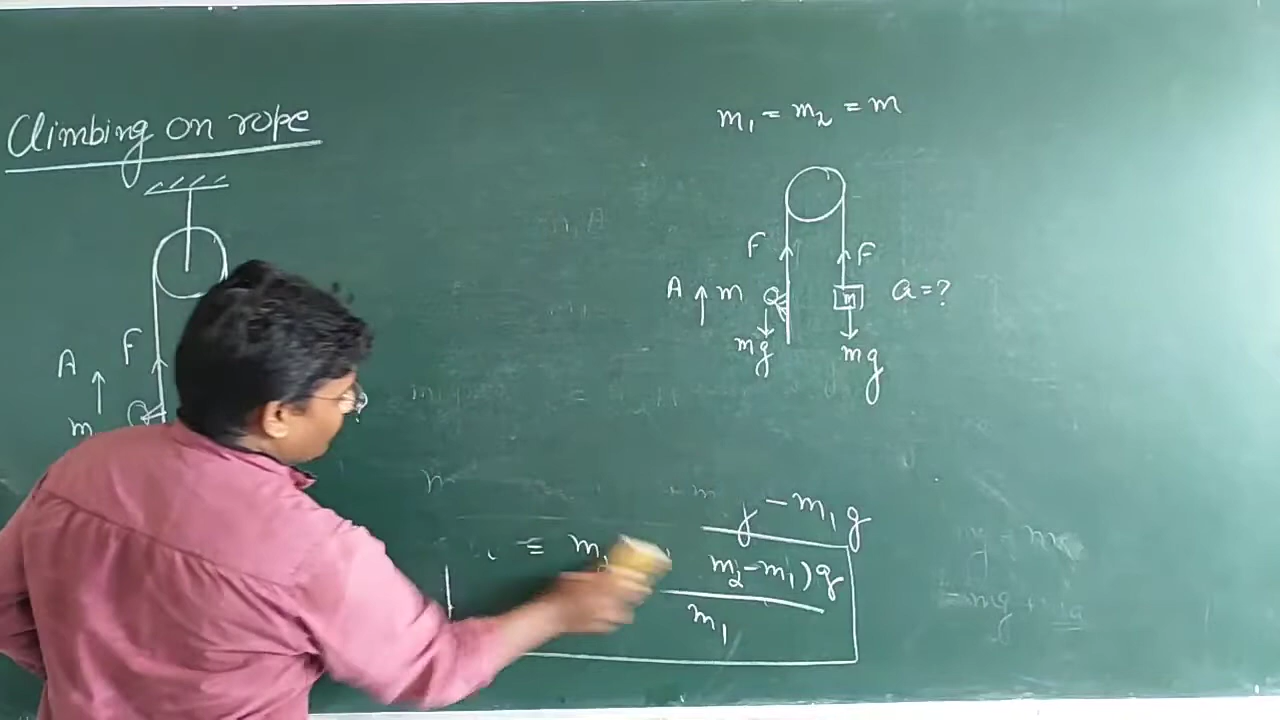 Climbing on rope
F
A
m
m₁ = m₂ = m
F F
A m m a = ?
mg mg
- m₁g
m₂ - m₁) g
m₁